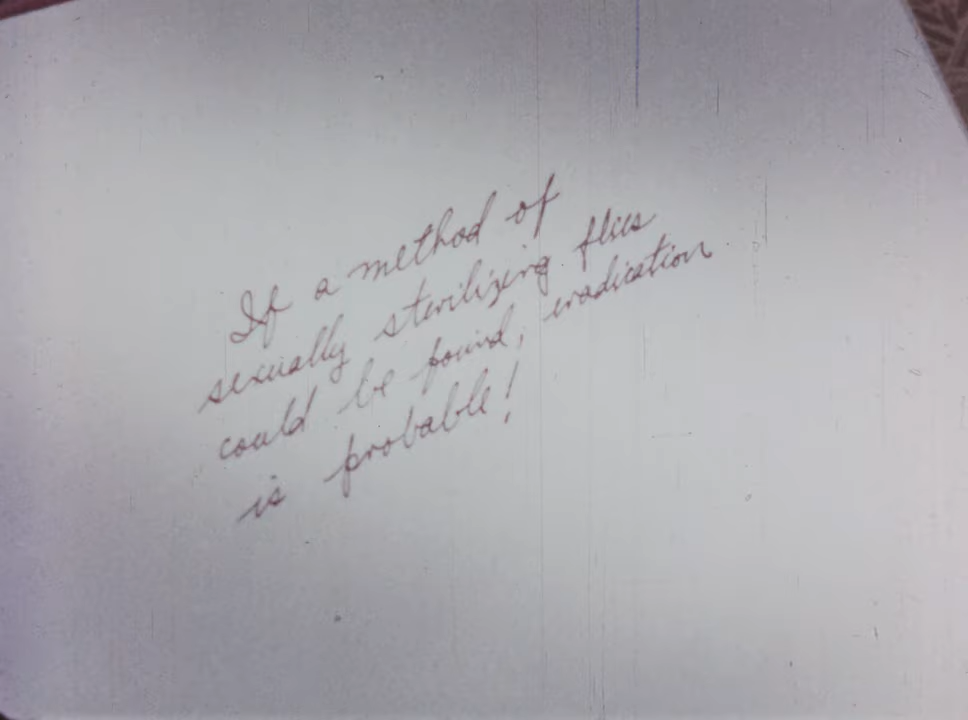 If a method of
sexually sterilizing flies
could be found, eradication
is probable!